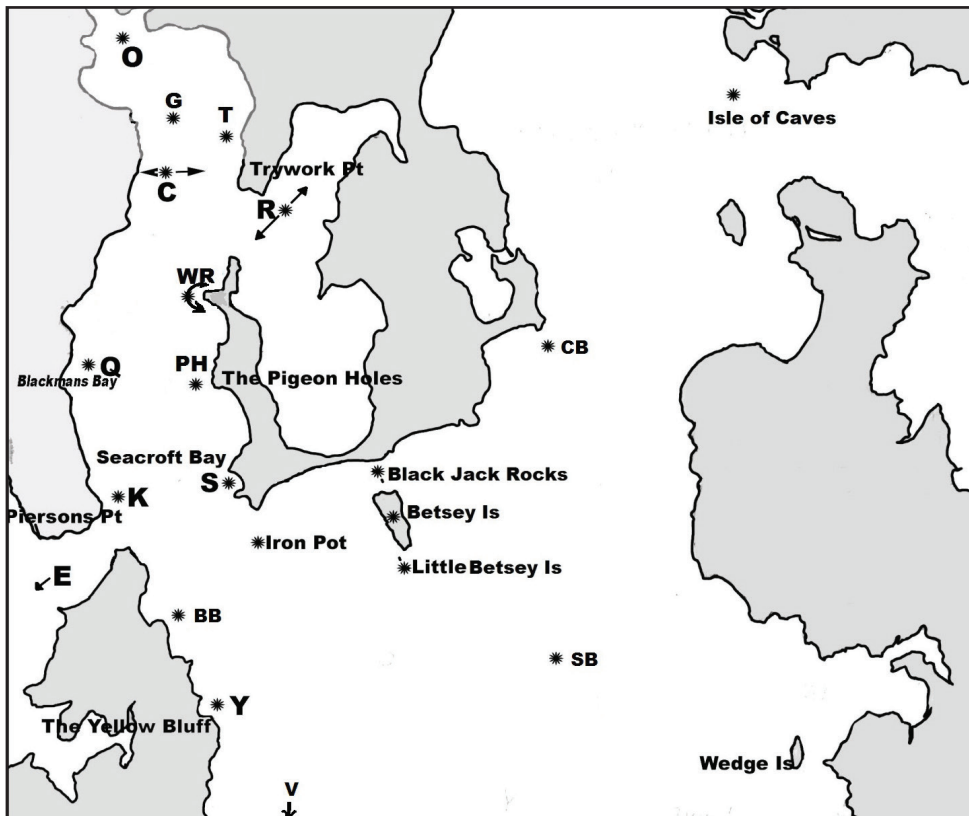 O
G
T
Isle of Caves
Trywork Pt
C
R
WR
CB
Q
PH
Blackmans Bay
The Pigeon Holes
Seacroft Bay
Black Jack Rocks
S
K
Betsey Is
Piersons Pt
Iron Pot
Little Betsey Is
E
BB
SB
Y
The Yellow Bluff
Wedge Is
V